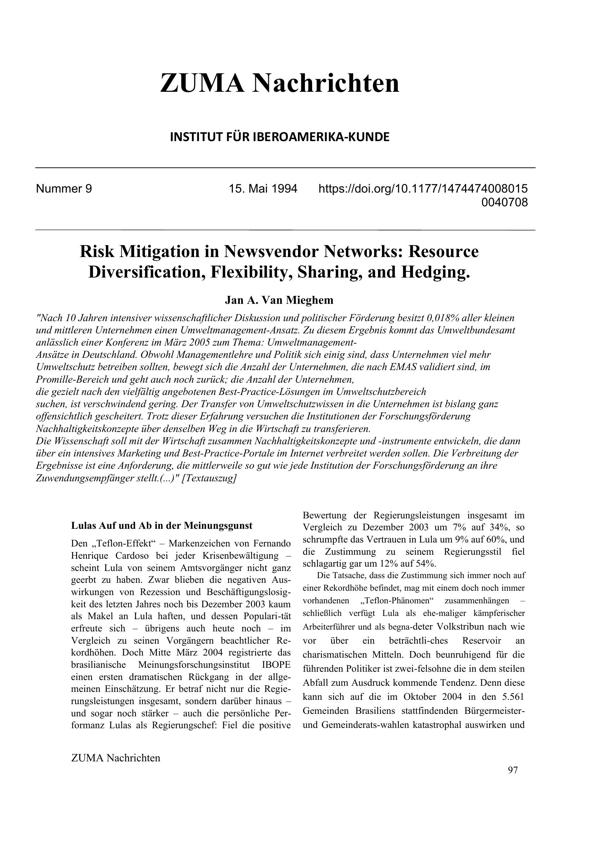 ZUMA Nachrichten
INSTITUT FÜR IBEROAMERIKA-KUNDE
Nummer 9 15. Mai 1994 https://doi.org/10.1177/1474474008015
0040708
Risk Mitigation in Newsvendor Networks: Resource
Diversification, Flexibility, Sharing, and Hedging.
Jan A. Van Mieghem
"Nach 10 Jahren intensiver wissenschaftlicher Diskussion und politischer Förderung besitzt 0,018% aller kleinen
und mittleren Unternehmen einen Umweltmanagement-Ansatz. Zu diesem Ergebnis kommt das Umweltbundesamt
anlässlich einer Konferenz im März 2005 zum Thema: Umweltmanagement-
Ansätze in Deutschland. Obwohl Managementlehre und Politik sich einig sind, dass Unternehmen viel mehr
Umweltschutz betreiben sollten, bewegt sich die Anzahl der Unternehmen, die nach EMAS validiert sind, im
Promille-Bereich und geht auch noch zurück; die Anzahl der Unternehmen,
die gezielt nach den vielfältig angebotenen Best-Practice-Lösungen im Umweltschutzbereich
suchen, ist verschwindend gering. Der Transfer von Umweltschutzwissen in die Unternehmen ist bislang ganz
offensichtlich gescheitert. Trotz dieser Erfahrung versuchen die Institutionen der Forschungsförderung
Nachhaltigkeitskonzepte über denselben Weg in die Wirtschaft zu transferieren.
Die Wissenschaft soll mit der Wirtschaft zusammen Nachhaltigkeitskonzepte und -instrumente entwickeln, die dann
über ein intensives Marketing und Best-Practice-Portale im Internet verbreitet werden sollen. Die Verbreitung der
Ergebnisse ist eine Anforderung, die mittlerweile so gut wie jede Institution der Forschungsförderung an ihre
Zuwendungsempfänger stellt.(...)" [Textauszug]
Lulas Auf und Ab in der Meinungsgunst
Den „Teflon-Effekt“ – Markenzeichen von Fernando
Henrique Cardoso bei jeder Krisenbewältigung –
scheint Lula von seinem Amtsvorgänger nicht ganz
geerbt zu haben. Zwar blieben die negativen Aus-
wirkungen von Rezession und Beschäftigungslosig-
keit des letzten Jahres noch bis Dezember 2003 kaum
als Makel an Lula haften, und dessen Populari-tät
erfreute sich – übrigens auch heute noch – im
Vergleich zu seinen Vorgängern beachtlicher Re-
kordhöhen. Doch Mitte März 2004 registrierte das
brasilianische Meinungsforschungsinstitut IBOPE
einen ersten dramatischen Rückgang in der allge-
meinen Einschätzung. Er betraf nicht nur die Regie-
rungsleistungen insgesamt, sondern darüber hinaus –
und sogar noch stärker – auch die persönliche Per-
formanz Lulas als Regierungschef: Fiel die positive
Bewertung der Regierungsleistungen insgesamt im
Vergleich zu Dezember 2003 um 7% auf 34%, so
schrumpfte das Vertrauen in Lula um 9% auf 60%, und
die Zustimmung zu seinem Regierungsstil fiel
schlagartig gar um 12% auf 54%.
Die Tatsache, dass die Zustimmung sich immer noch auf
einer Rekordhöhe befindet, mag mit einem doch noch immer
vorhandenen „Teflon-Phänomen“ zusammenhängen –
schließlich verfügt Lula als ehe-maliger kämpferischer
Arbeiterführer und als begna-deter Volkstribun nach wie
vor über ein beträchtli-ches Reservoir an
charismatischen Mitteln. Doch beunruhigend für die
führenden Politiker ist zwei-felsohne die in dem steilen
Abfall zum Ausdruck kommende Tendenz. Denn diese
kann sich auf die im Oktober 2004 in den 5.561
Gemeinden Brasiliens stattfindenden Bürgermeister-
und Gemeinderats-wahlen katastrophal auswirken und
ZUMA Nachrichten
97